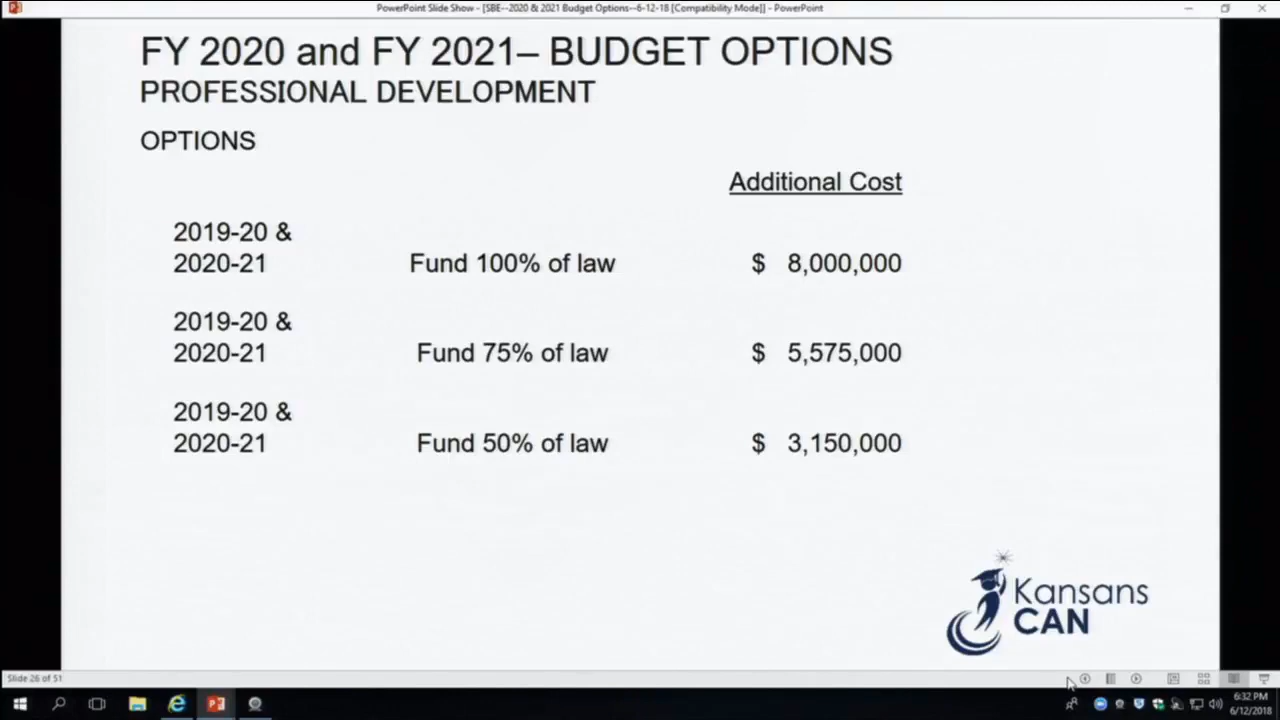 PowerPoint Slide Show - [SBE--2020 & 2021 Budget Options--6-12-18 [Compatibility Mode]] - PowerPoint
FY 2020 and FY 2021– BUDGET OPTIONS
PROFESSIONAL DEVELOPMENT
OPTIONS
Additional Cost
2019-20 &
2020-21 Fund 100% of law $ 8,000,000
2019-20 &
2020-21 Fund 75% of law $ 5,575,000
2019-20 &
2020-21 Fund 50% of law $ 3,150,000
Kansans
CAN
Slide 26 of 51
6:32 PM
6/12/2018